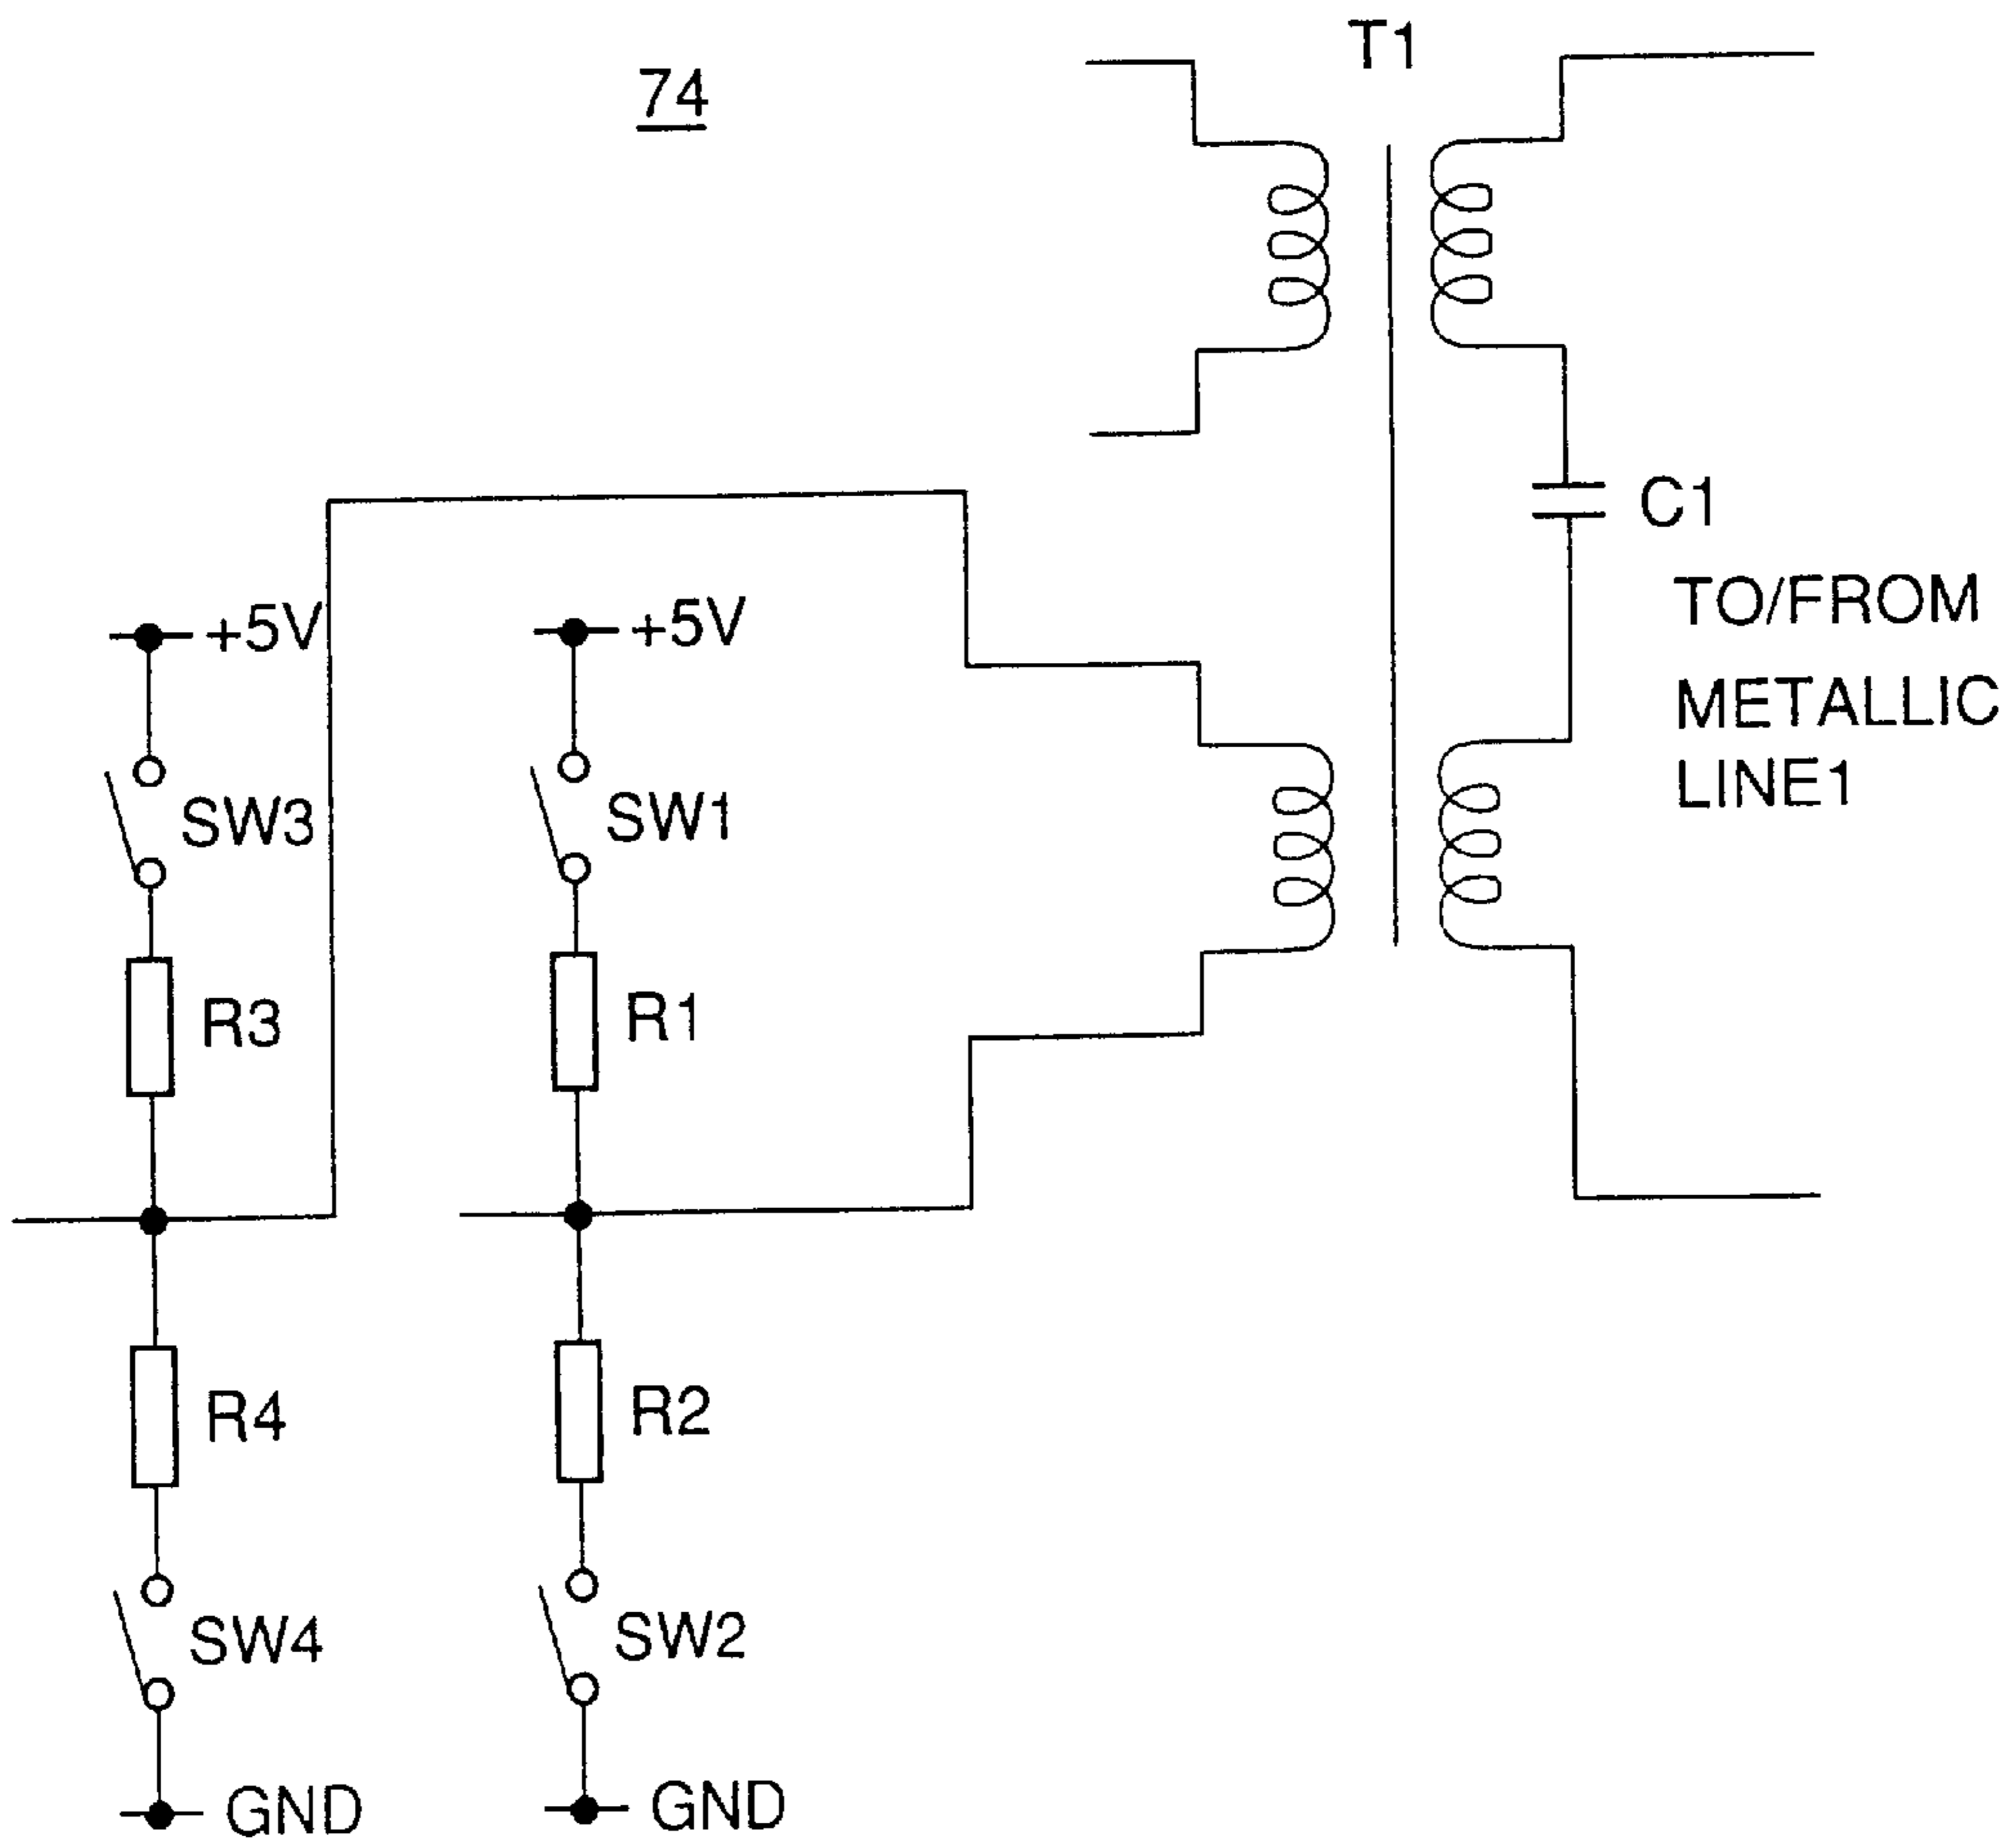 T1
74
C1
TO/FROM
METALLIC
LINE1
+5V
+5V
SW3
SW1
R3
R1
R4
R2
SW4
SW2
GND
GND